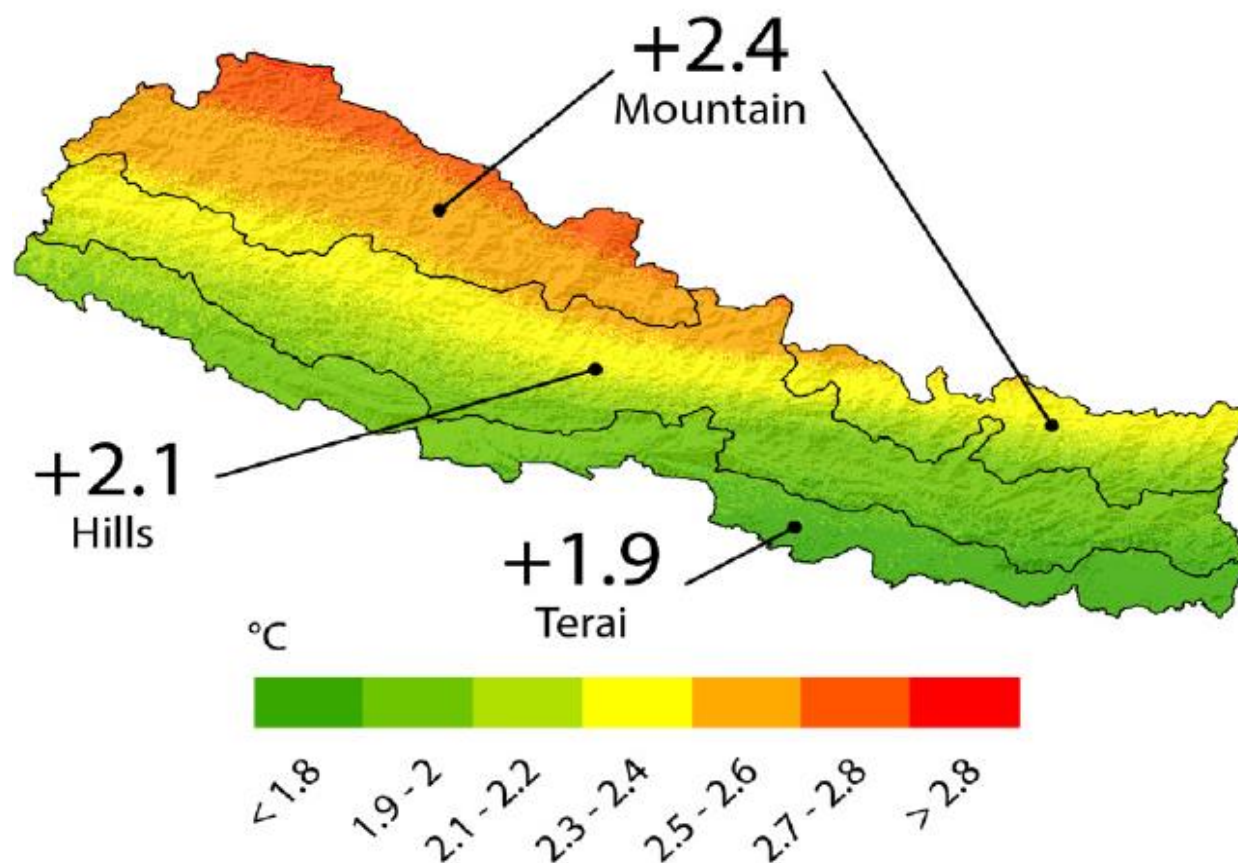 +2.4
Mountain
+2.1
Hills
+1.9
Terai
°C
< 1.8
1.9 - 2
2.1 - 2.2
2.3 - 2.4
2.5 - 2.6
2.7 - 2.8
> 2.8